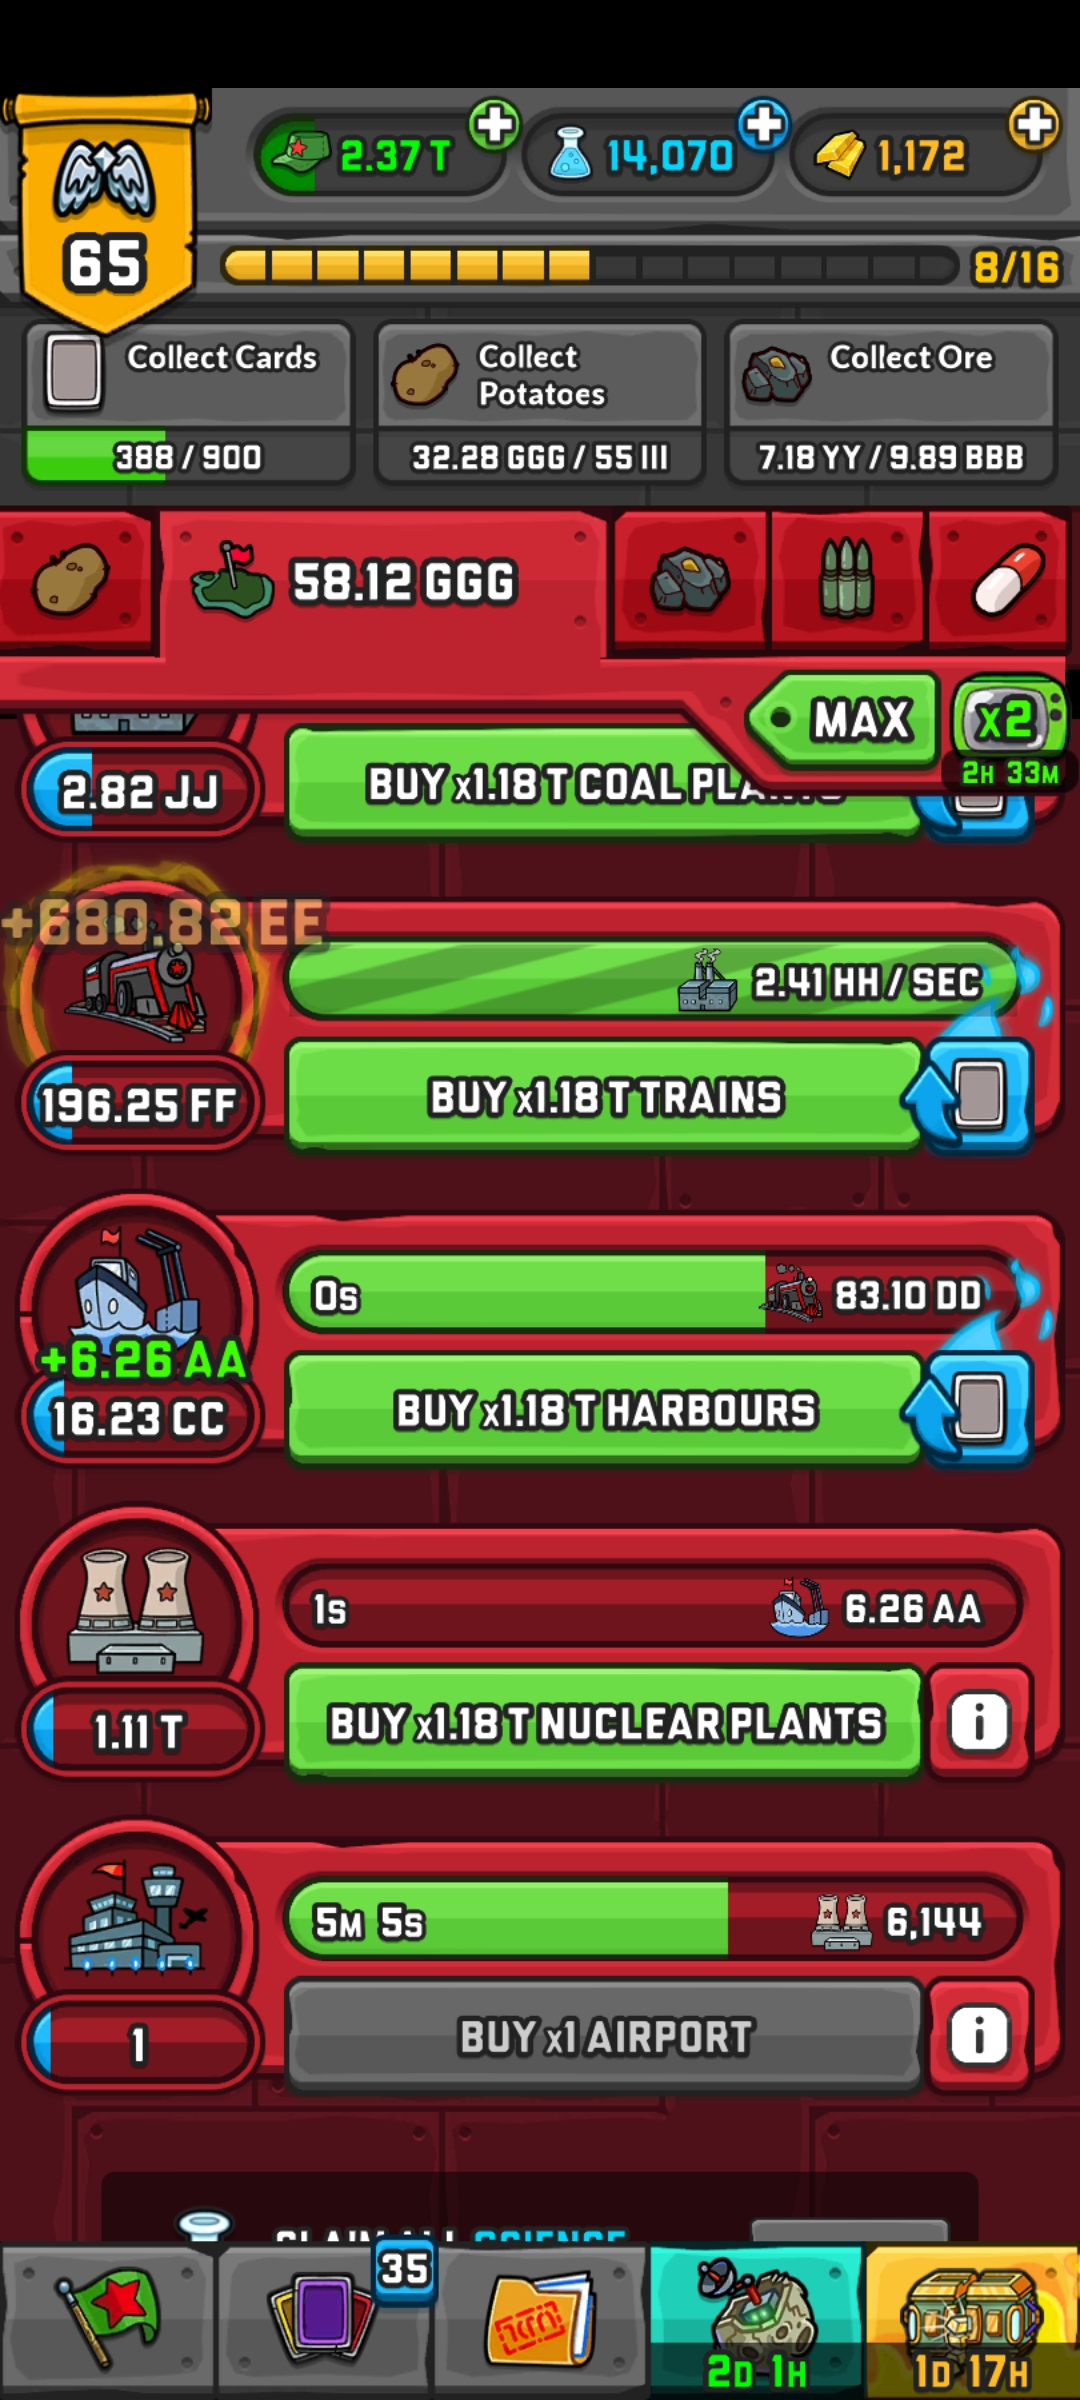 2.37 T
14,070
1,172
65
8/16
Collect Cards
388 / 900
Collect
Potatoes
32.28 GGG / 55 III
Collect Ore
7.18 YY / 9.89 BBB
58.12 GGG
MAX
x2
2H 33M
2.82 JJ
BUY x1.18 T COAL PLANTS
+680.82 EE
2.41 HH / SEC
196.25 FF
BUY x1.18 T TRAINS
0s
83.10 DD
+6.26 AA
16.23 CC
BUY x1.18 T HARBOURS
1s
6.26 AA
1.11 T
BUY x1.18 T NUCLEAR PLANTS
i
5M 5s
6,144
1
BUY x1 AIRPORT
i
CLAIM ALL SCIENCE
35
2D 1H
1D 17H